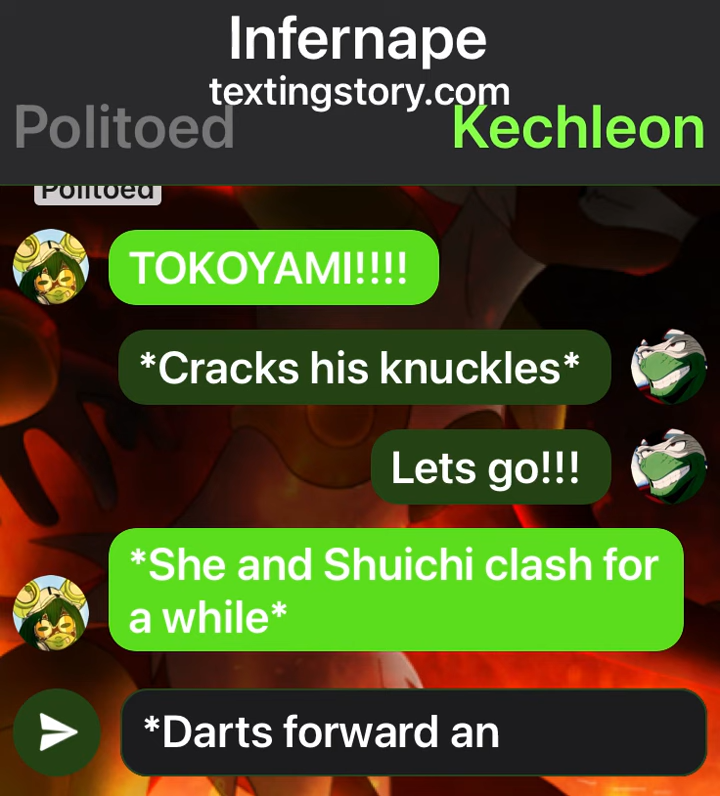 Infernape
textingstory.com
Politoed
Kechleon
Politoed
TOKOYAMI!!!!
*Cracks his knuckles*
Lets go!!!
*She and Shuichi clash for
a while*
*Darts forward an